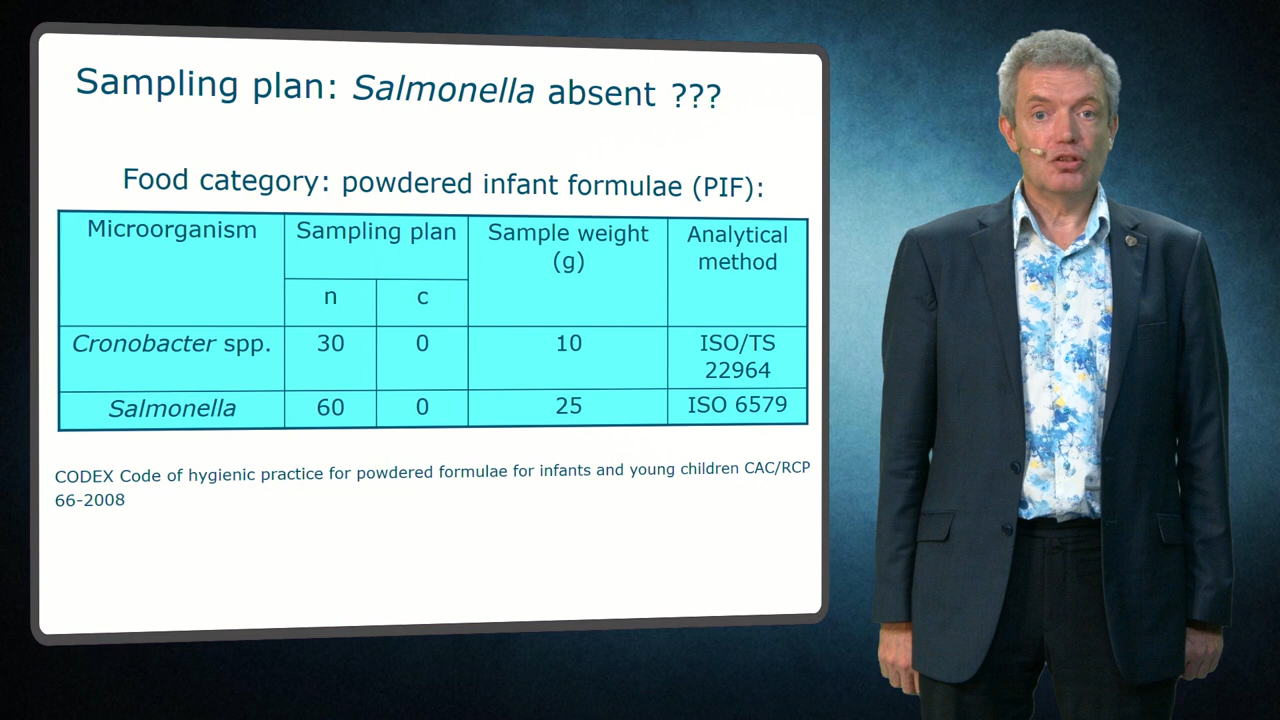 Sampling plan: Salmonella absent ???
Food category: powdered infant formulae (PIF):
Microorganism
Sampling plan
Sample weight
(g)
Analytical
method
n
c
Cronobacter spp.
30
0
10
ISO/TS
22964
Salmonella
60
0
25
ISO 6579
CODEX Code of hygienic practice for powdered formulae for infants and young children CAC/RCP
66-2008